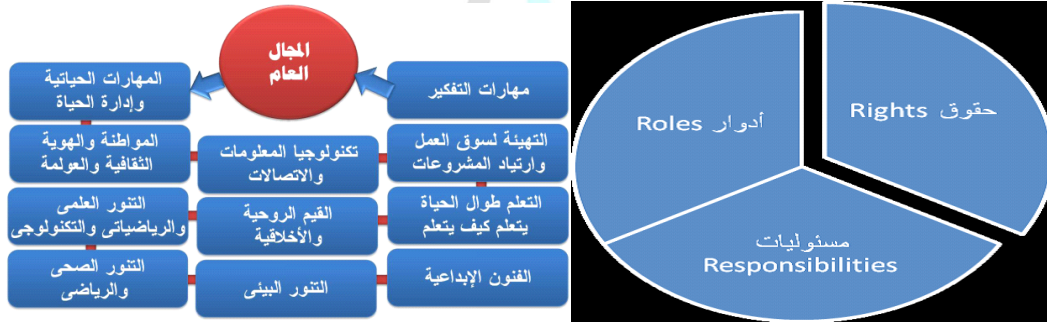 المجال
العام
مهارات التفكير
المهارات الحياتية
وإدارة الحياة
التهيئة لسوق العمل
وارتياد المشروعات
تكنولوجيا المعلومات
والاتصالات
المواطنة والهوية
الثقافية والعولمة
التعلم طوال الحياة
يتعلم كيف يتعلم
القيم الروحية
والأخلاقية
التنور العلمى
والرياضياتى والتكنولوجى
الفنون الإبداعية
التنور البيئى
التنور الصحى
والرياضى
حقوق Rights
أدوار Roles
مسئوليات
Responsibilities